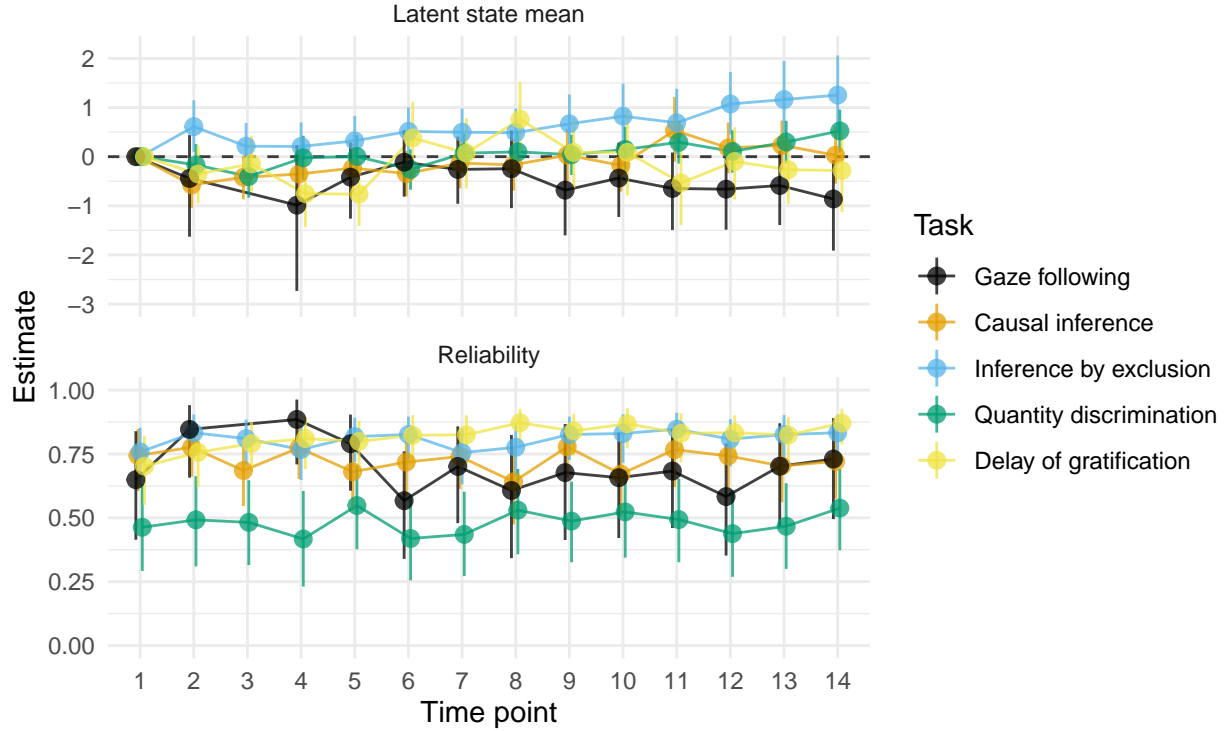 Latent state mean
2
1
0
−1
−2
−3
Reliability
1.00
0.75
0.50
0.25
0.00
1 2 3 4 5 6 7 8 9 10 11 12 13 14
Time point
Estimate
Task
Gaze following
Causal inference
Inference by exclusion
Quantity discrimination
Delay of gratification